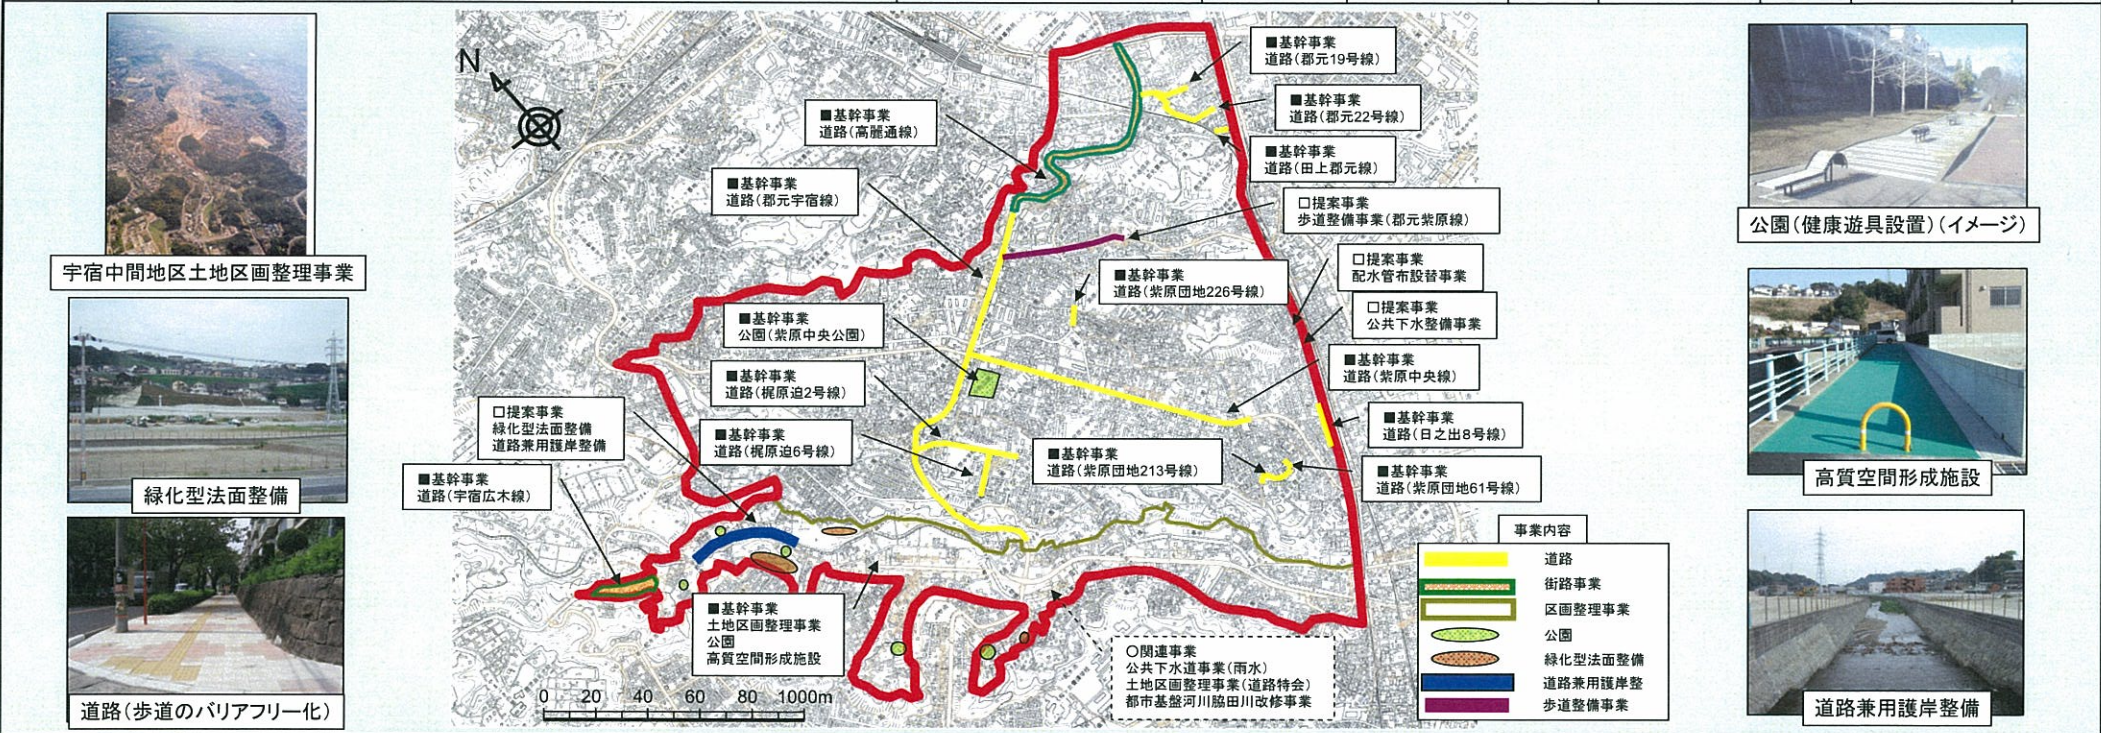 宇宿中間地区土地区画整理事業
緑化型法面整備
道路(歩道のバリアフリー化)
N
■基幹事業
道路(高麗通線)
■基幹事業
道路(郡元宇宿線)
■基幹事業
公園(紫原中央公園)
■基幹事業
道路(梶原迫2号線)
□提案事業
緑化型法面整備
道路兼用護岸整備
■基幹事業
道路(梶原迫6号線)
■基幹事業
道路(宇宿広木線)
■基幹事業
道路(郡元19号線)
■基幹事業
道路(郡元22号線)
■基幹事業
道路(田上郡元線)
□提案事業
歩道整備事業(郡元紫原線)
□提案事業
配水管布設替事業
■基幹事業
道路(紫原団地226号線)
□提案事業
公共下水整備事業
■基幹事業
道路(紫原中央線)
■基幹事業
道路(日之出8号線)
■基幹事業
道路(紫原団地213号線)
■基幹事業
道路(紫原団地61号線)
■基幹事業
土地区画整理事業
公園
高質空間形成施設
○関連事業
公共下水道事業(雨水)
土地区画整理事業(道路特会)
都市基盤河川脇田川改修事業
0 20 40 60 80 1000m
事業内容
道路
街路事業
区画整理事業
公園
緑化型法面整備
道路兼用護岸整
歩道整備事業
公園(健康遊具設置)(イメージ)
高質空間形成施設
道路兼用護岸整備